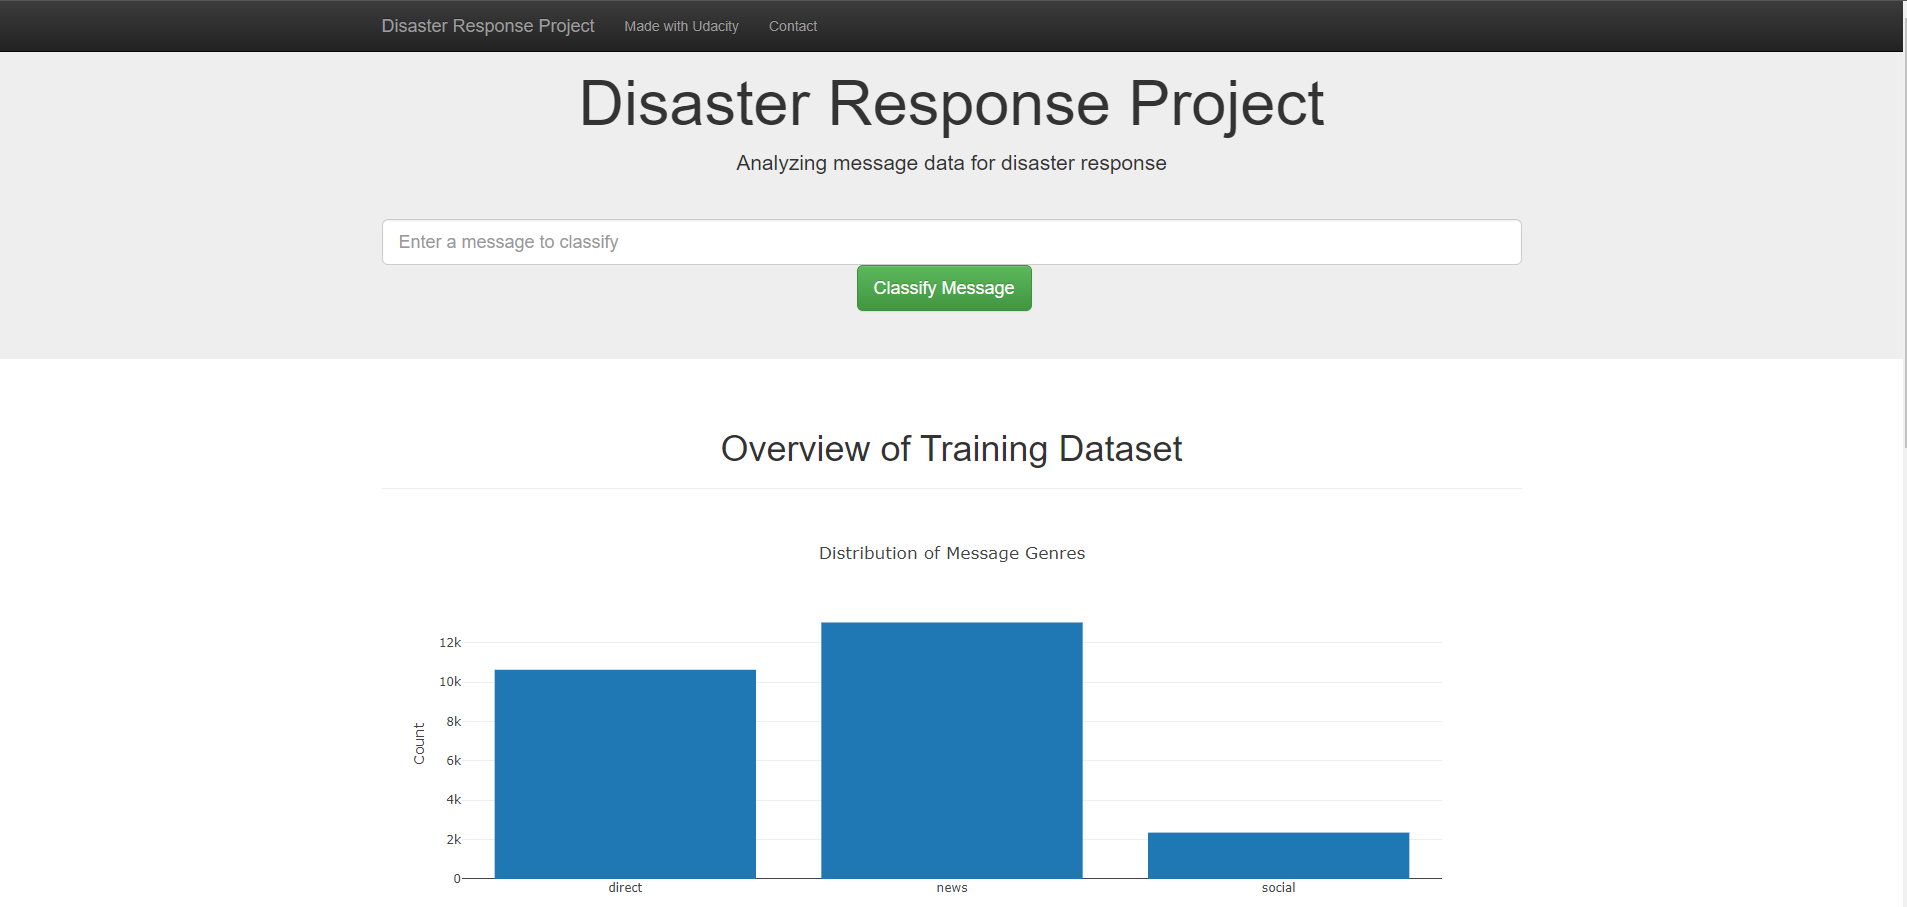 Disaster Response Project Made with Udacity Contact
Disaster Response Project
Analyzing message data for disaster response
Enter a message to classify
Classify Message
Overview of Training Dataset
Distribution of Message Genres
12k
10k
8k
6k
4k
2k
0
Count
direct news social